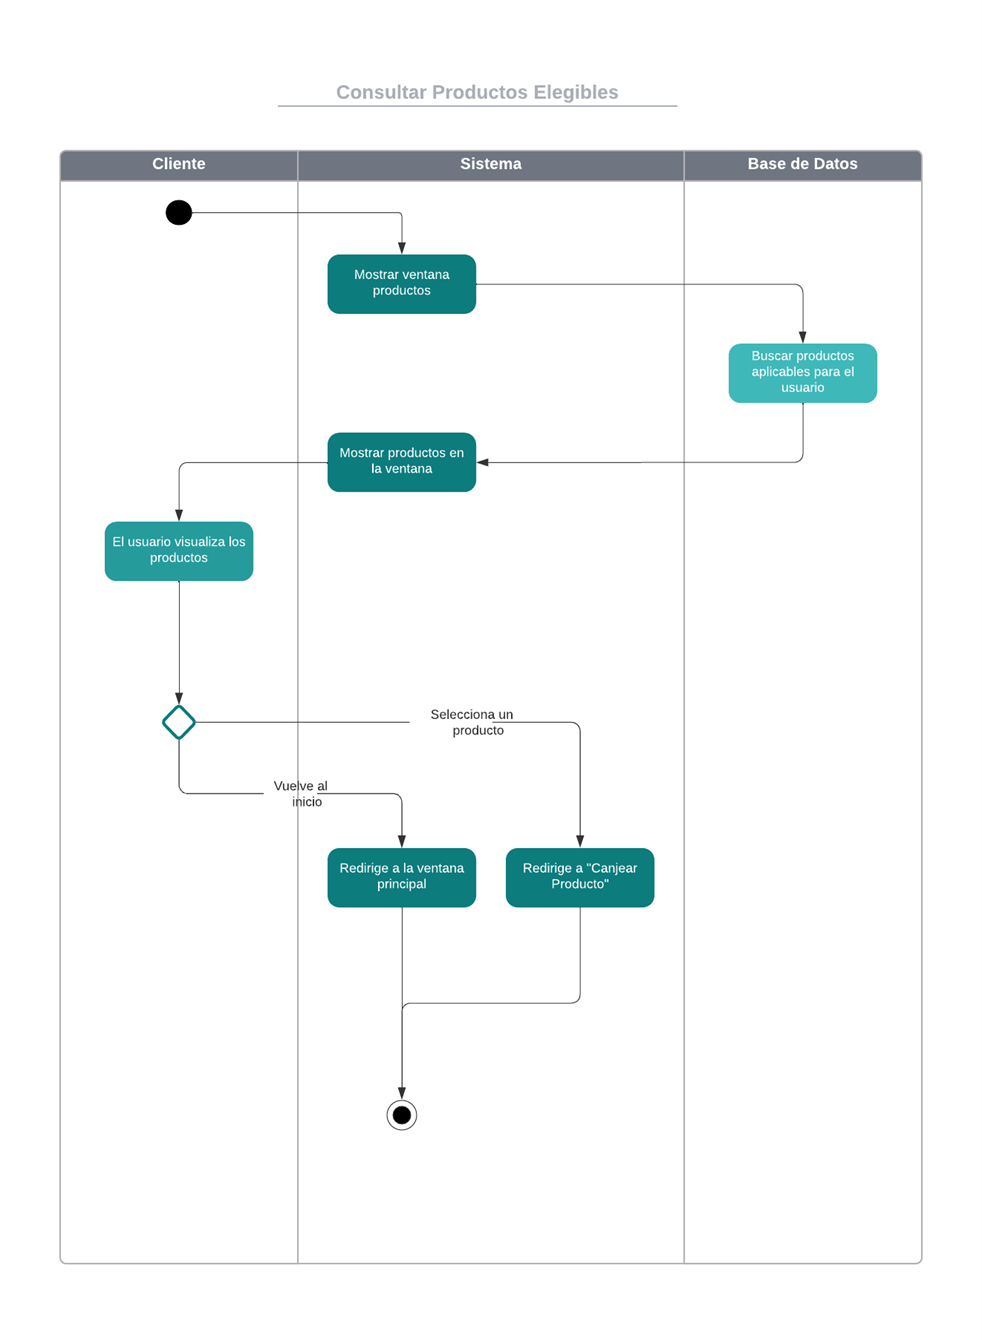 Consultar Productos Elegibles
Cliente
Sistema
Base de Datos
Mostrar ventana
productos
Buscar productos
aplicables para el
usuario
Mostrar productos en
la ventana
El usuario visualiza los
productos
Selecciona un
producto
Vuelve al
inicio
Redirige a la ventana
principal
Redirige a "Canjear
Producto"